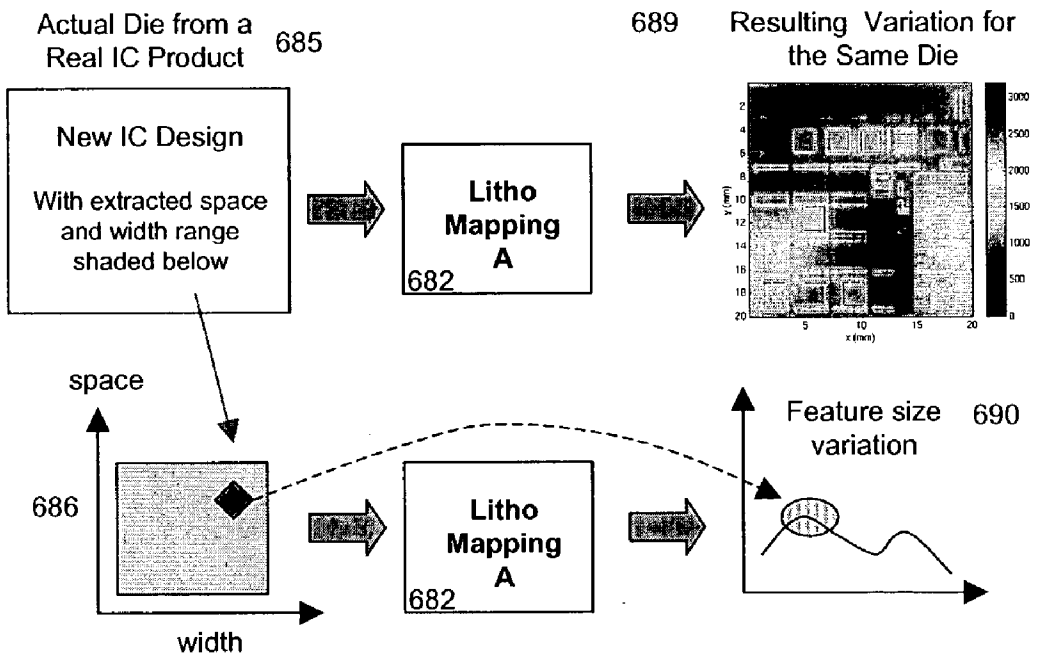 Actual Die from a
Real IC Product
685
New IC Design
With extracted space
and width range
shaded below
Litho
Mapping
A
682
689
Resulting Variation for
the Same Die
2
4
6
8
10
12
14
16
18
20
y (mm)
5
10
15
20
x (mm)
3000
2500
2000
1500
1000
500
0
space
686
width
Litho
Mapping
A
682
Feature size
variation
690